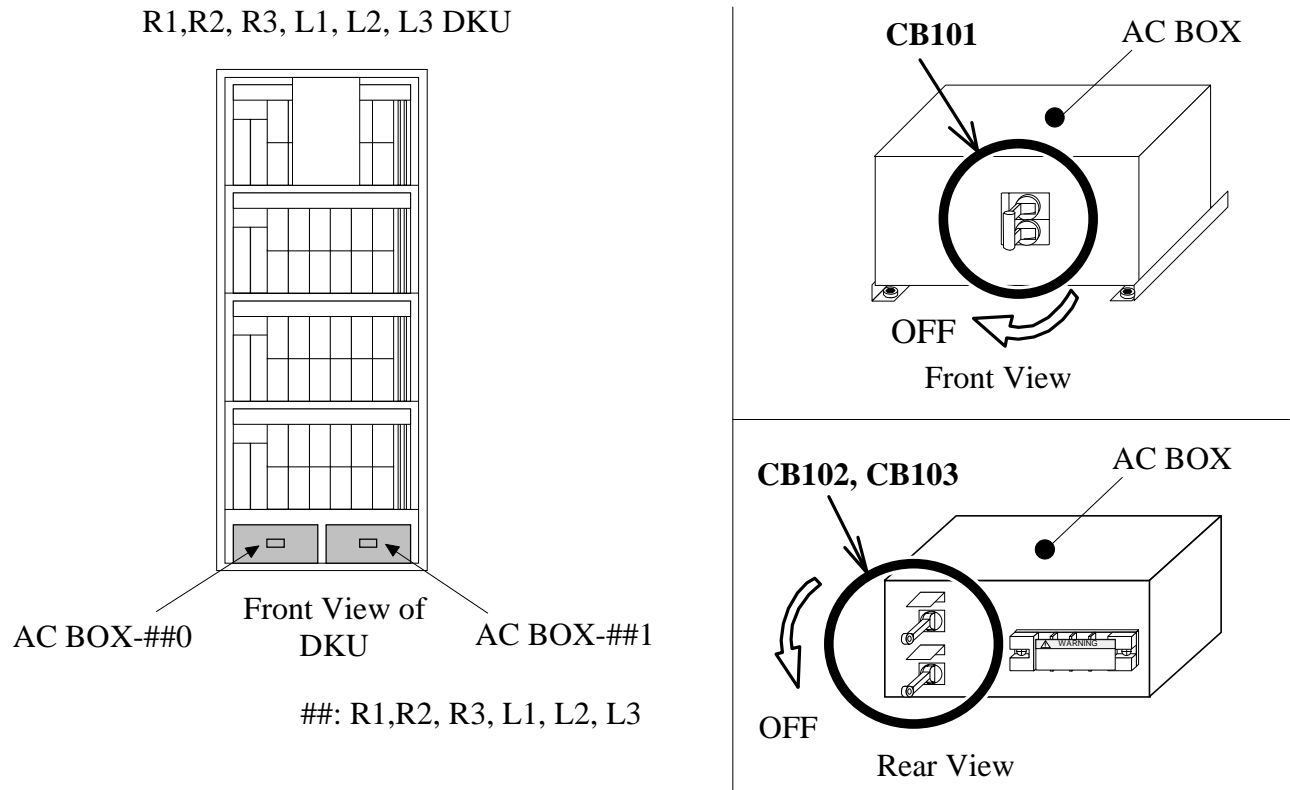 R1,R2, R3, L1, L2, L3 DKU
AC BOX-##0
Front View of
DKU
AC BOX-##1
##: R1,R2, R3, L1, L2, L3
CB101
AC BOX
OFF
Front View
CB102, CB103
AC BOX
WARNING
OFF
Rear View